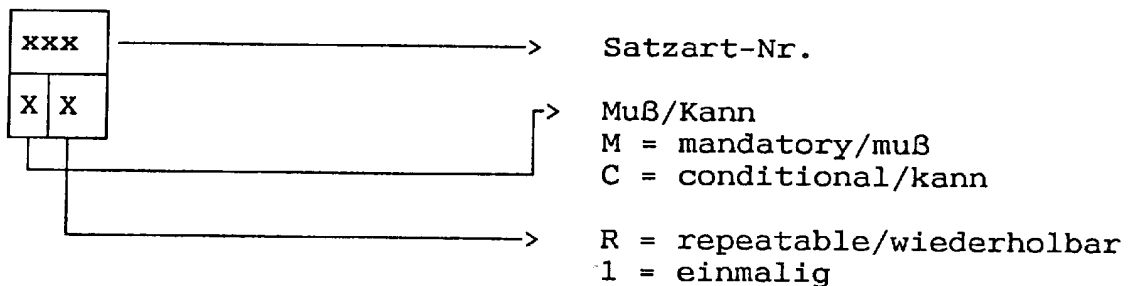 xxx ────> Satzart-Nr.
X X ────> Muß/Kann
M = mandatory/muß
C = conditional/kann
────> R = repeatable/wiederholbar
1 = einmalig